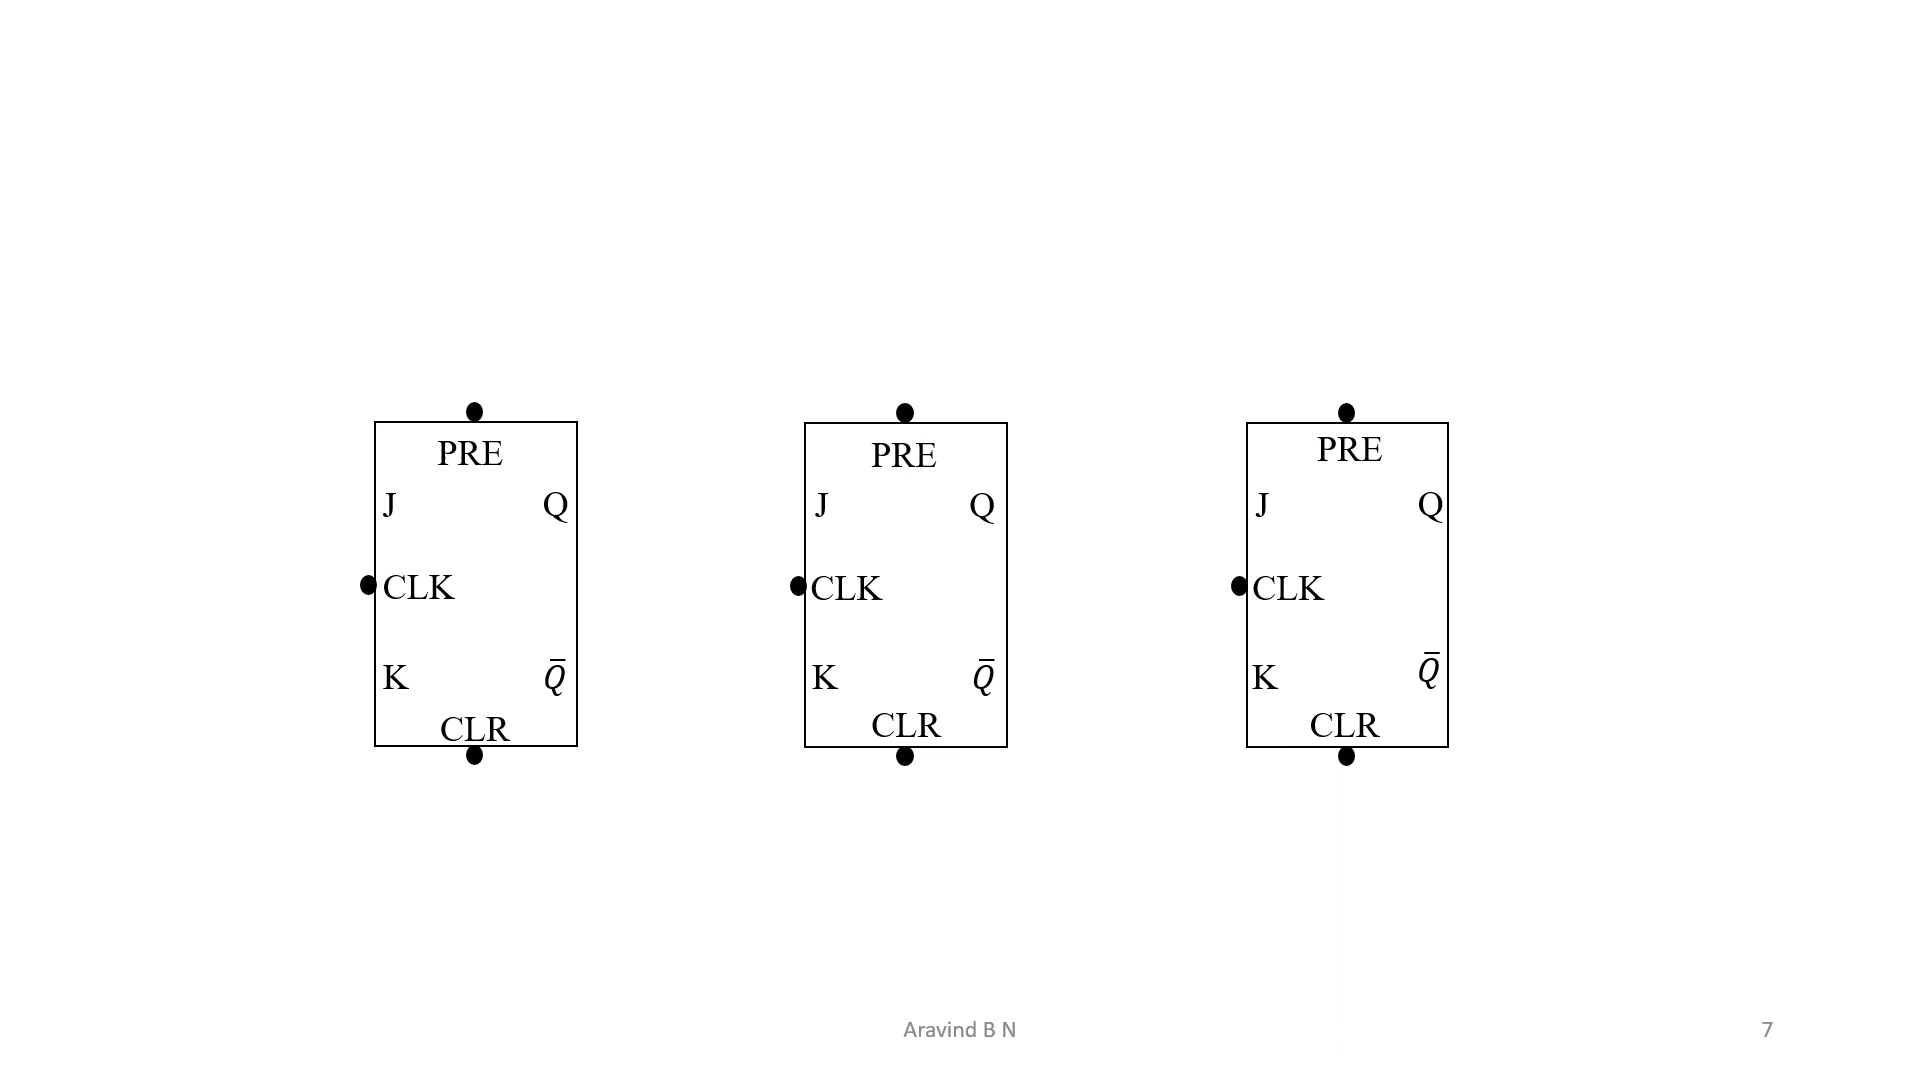 PRE
J Q
CLK
K Q̅
CLR
PRE
J Q
CLK
K Q̅
CLR
PRE
J Q
CLK
K Q̅
CLR
Aravind B N
7